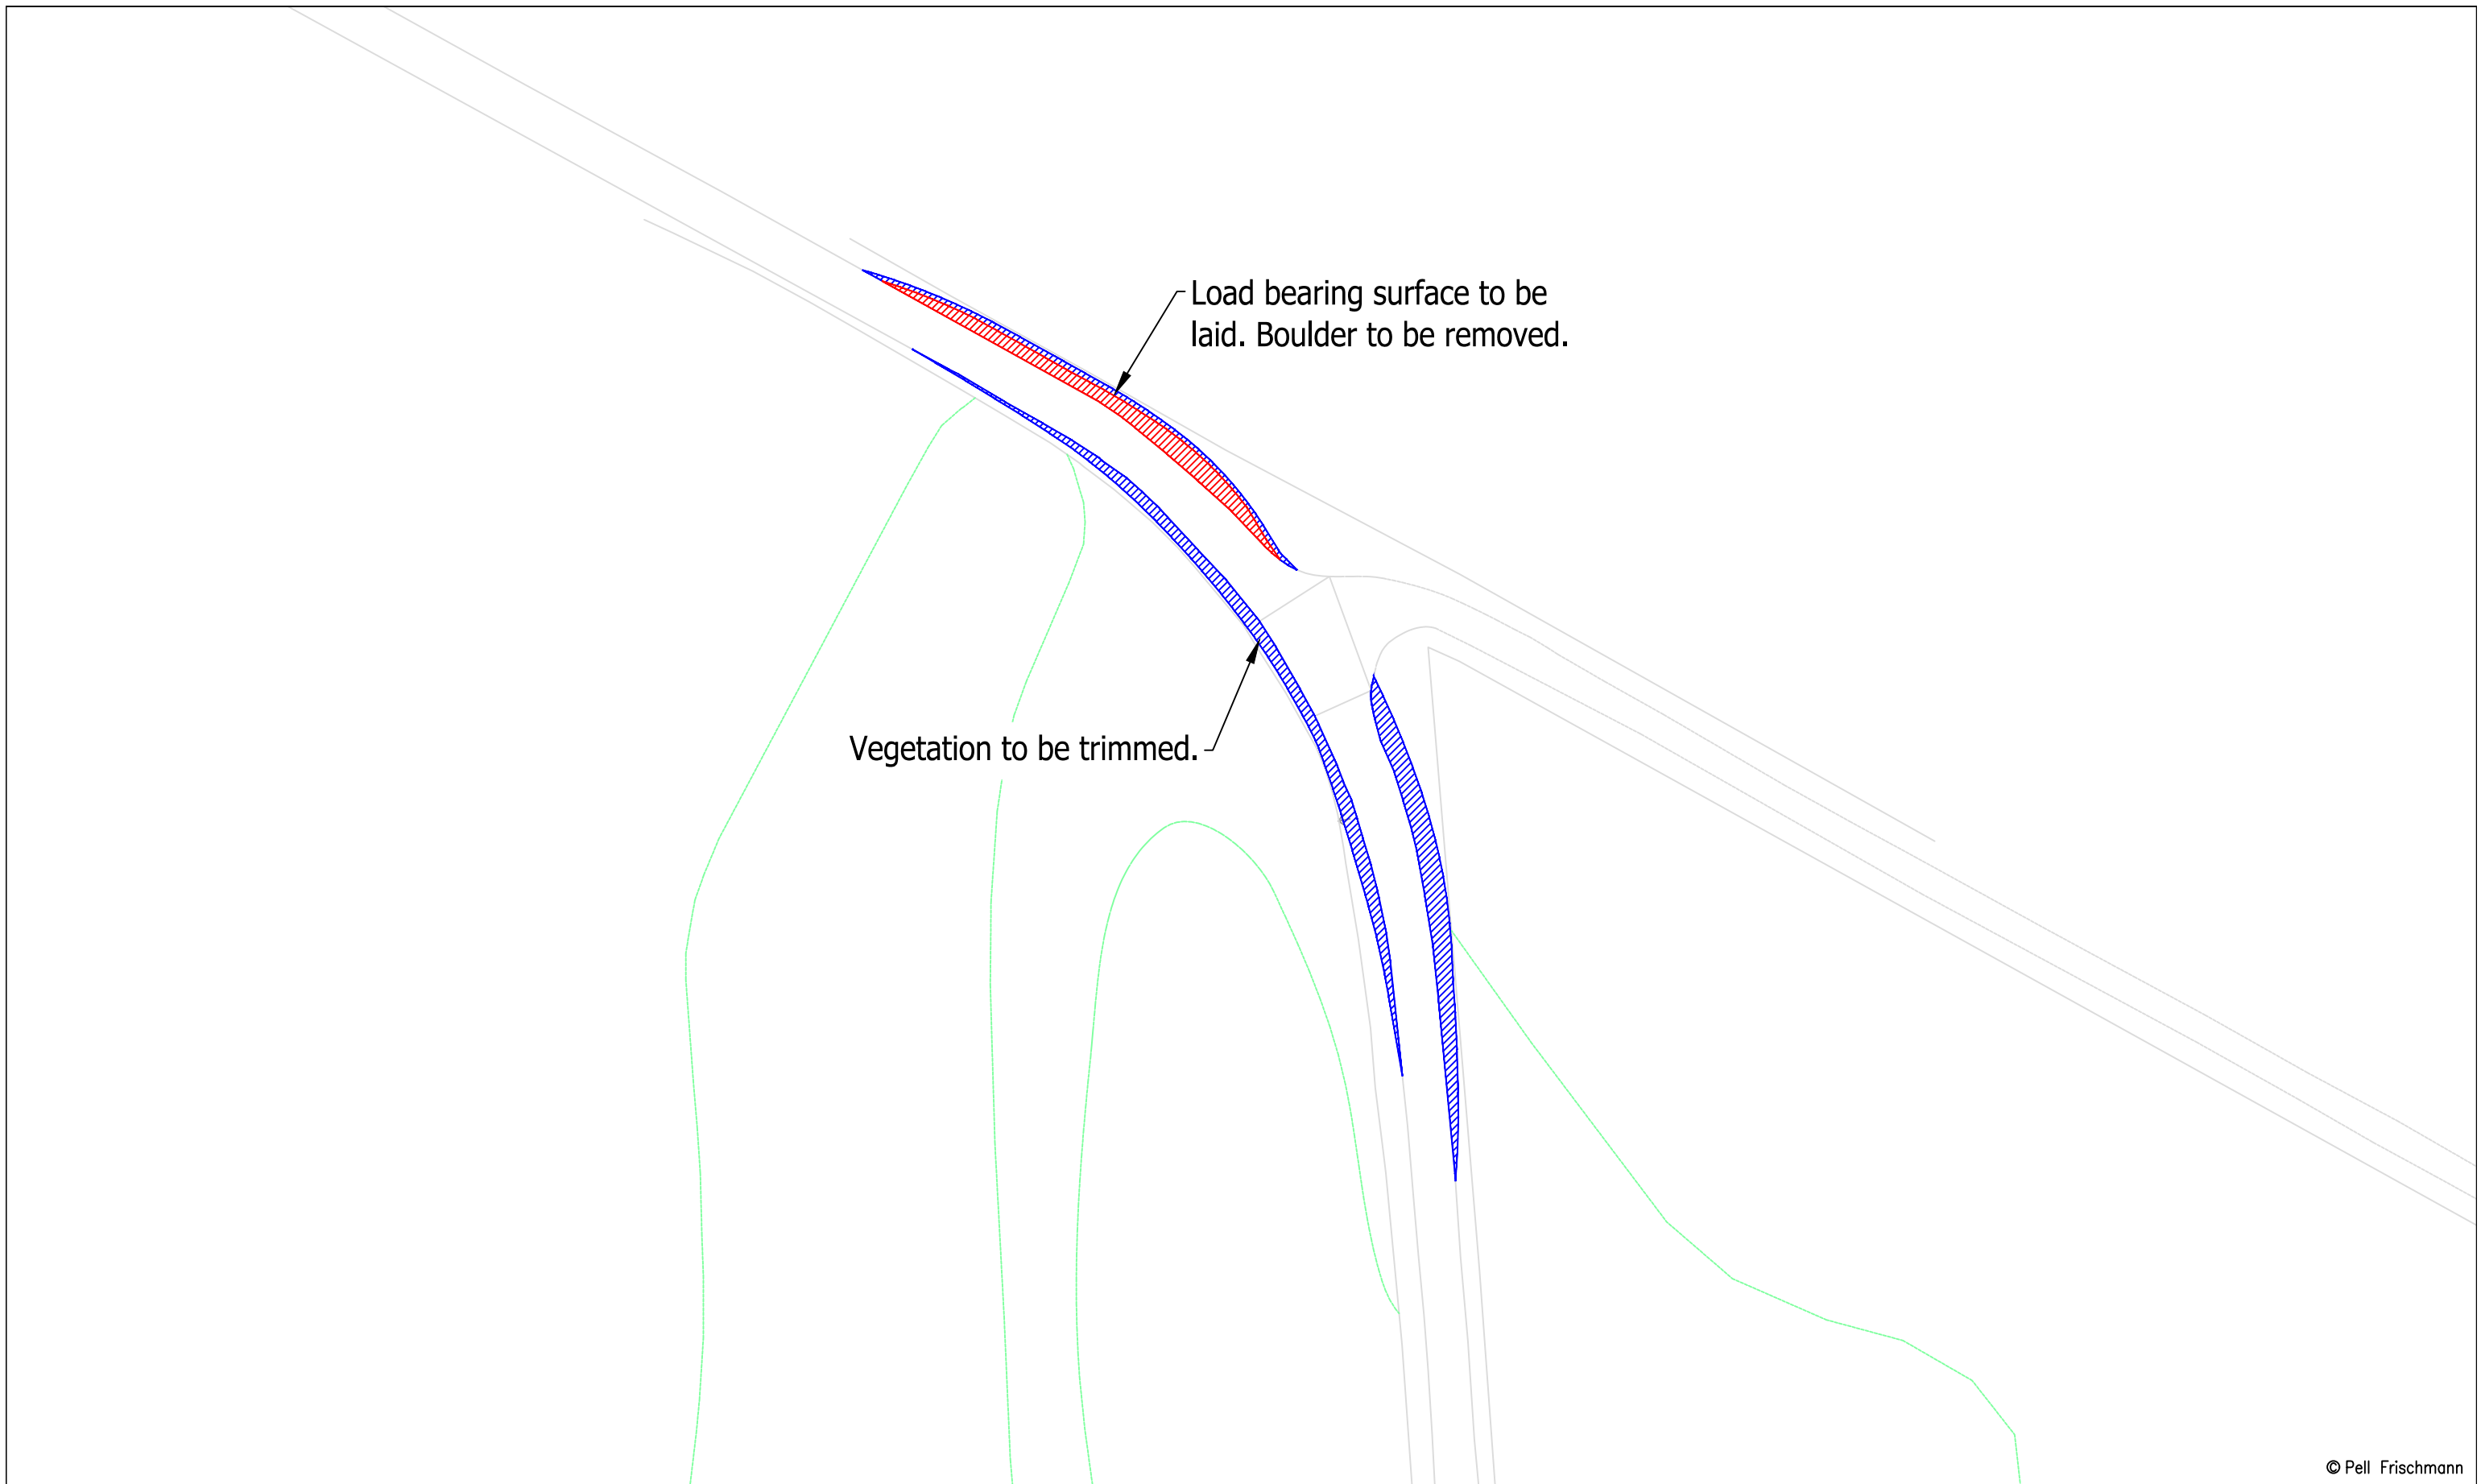 Load bearing surface to be
laid. Boulder to be removed.
Vegetation to be trimmed.
© Pell Frischmann